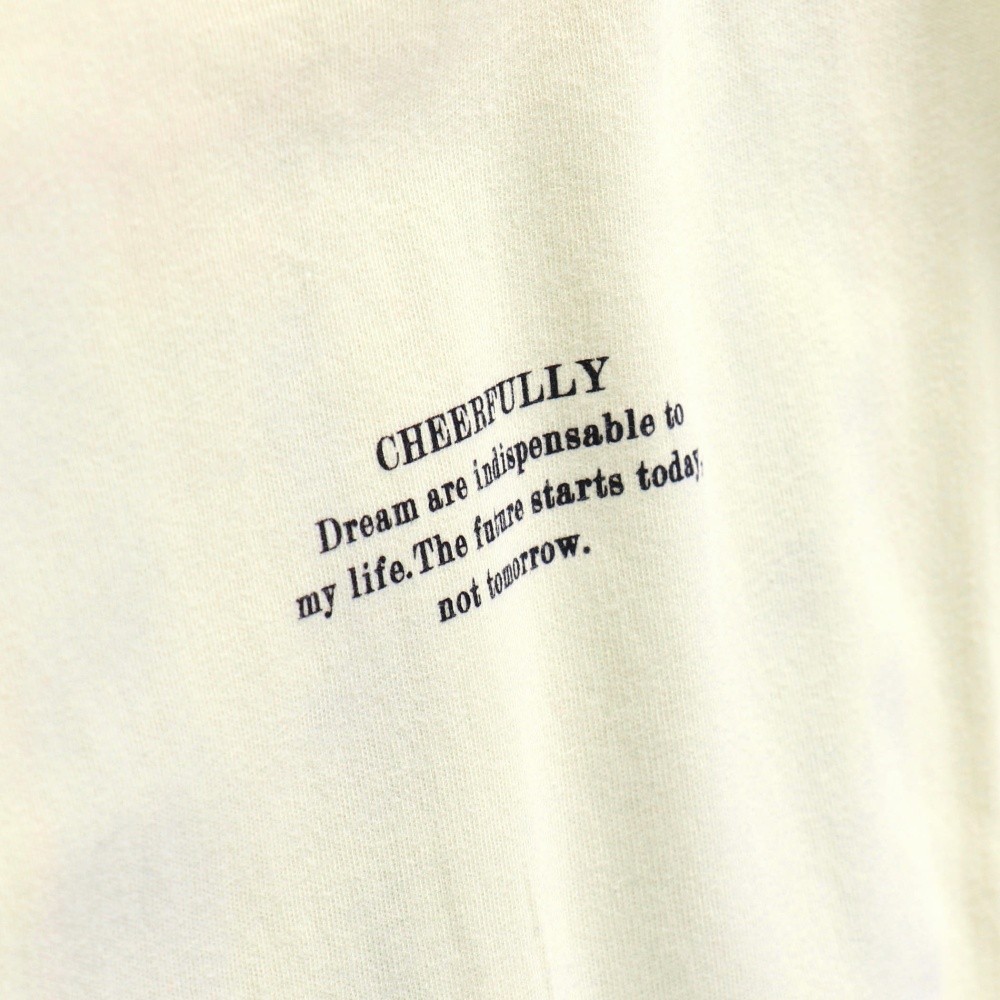 CHEERFULLY
Dream are indispensable to
my life.The future starts today,
not tomorrow.